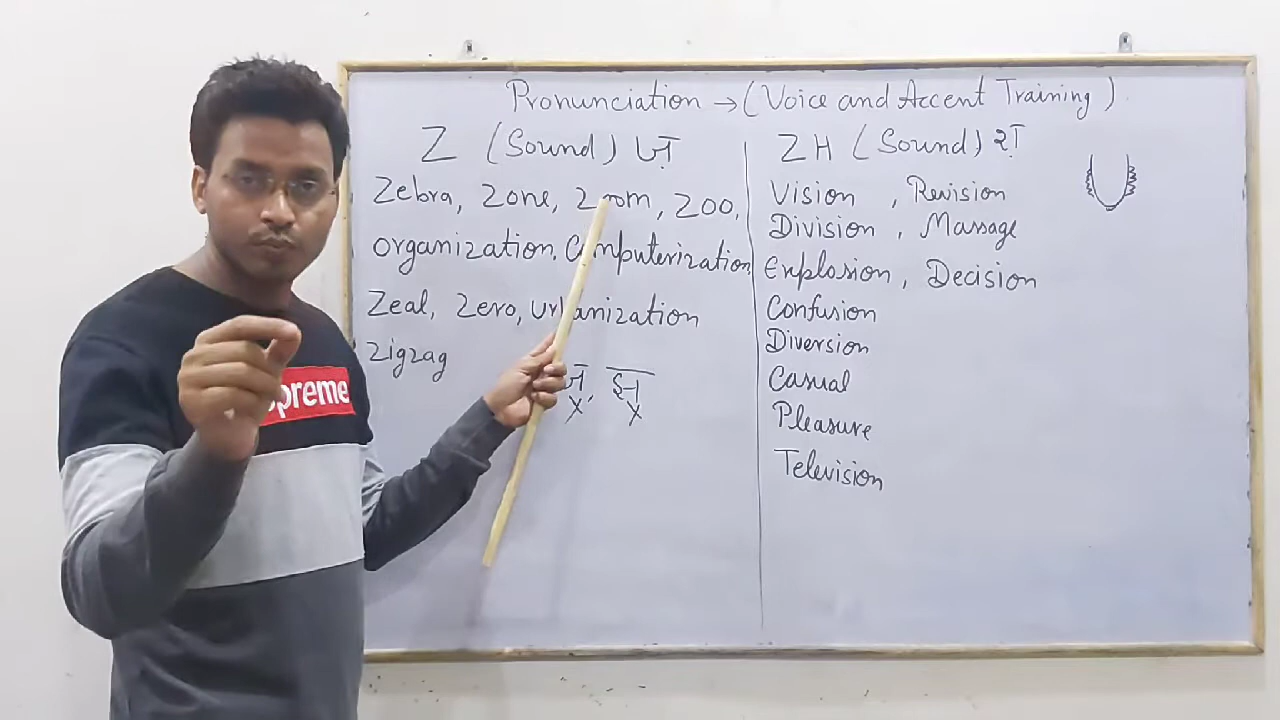 Pronunciation → (Voice and Accent Training)
Z (Sound) ज़
Zebra, Zone, Zoom, Zoo,
Organization, Computerization
Zeal, Zero, Urbanization
Zigzag
ज, झ
x x
ZH (Sound) श़
Vision, Revision
Division, Massage
Explosion, Decision
Confusion
Diversion
Casual
Pleasure
Television
preme